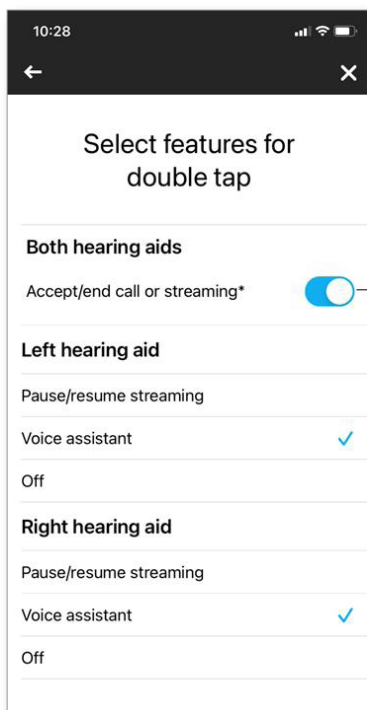 10:28
Select features for
double tap
Both hearing aids
Accept/end call or streaming*
Left hearing aid
Pause/resume streaming
Voice assistant
Off
Right hearing aid
Pause/resume streaming
Voice assistant
Off